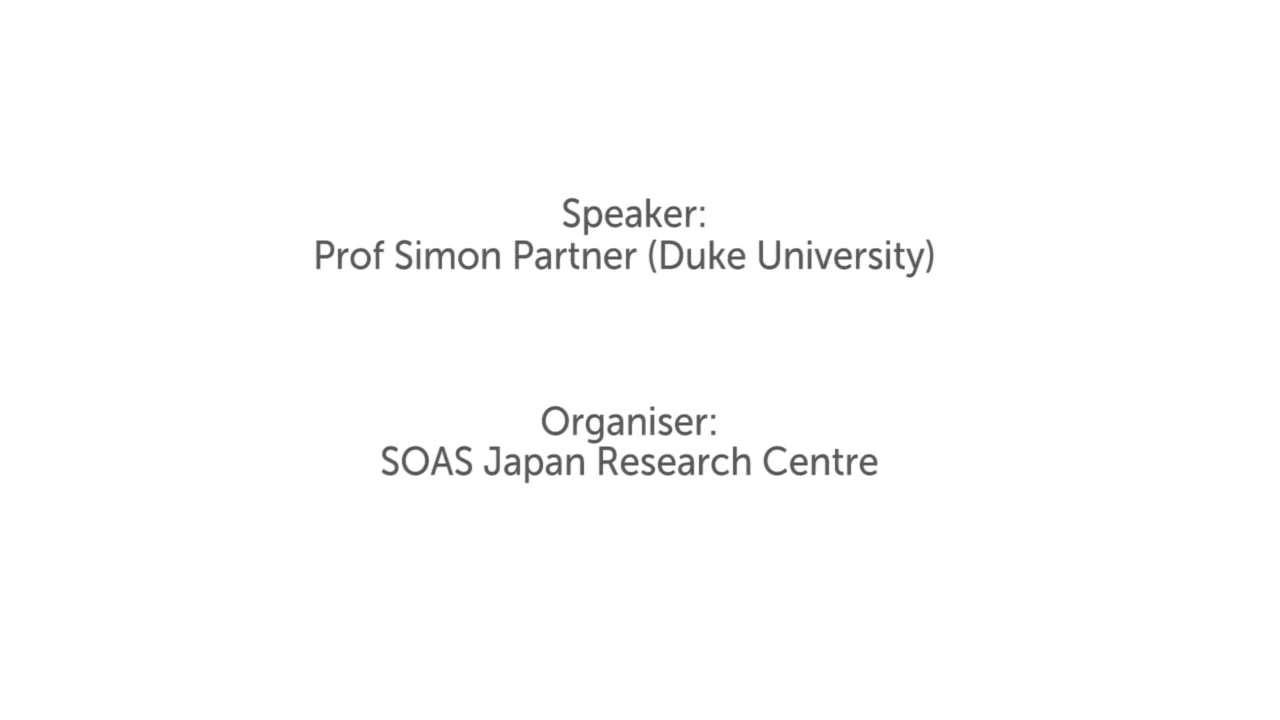 Speaker:
Prof Simon Partner (Duke University)
Organiser:
SOAS Japan Research Centre